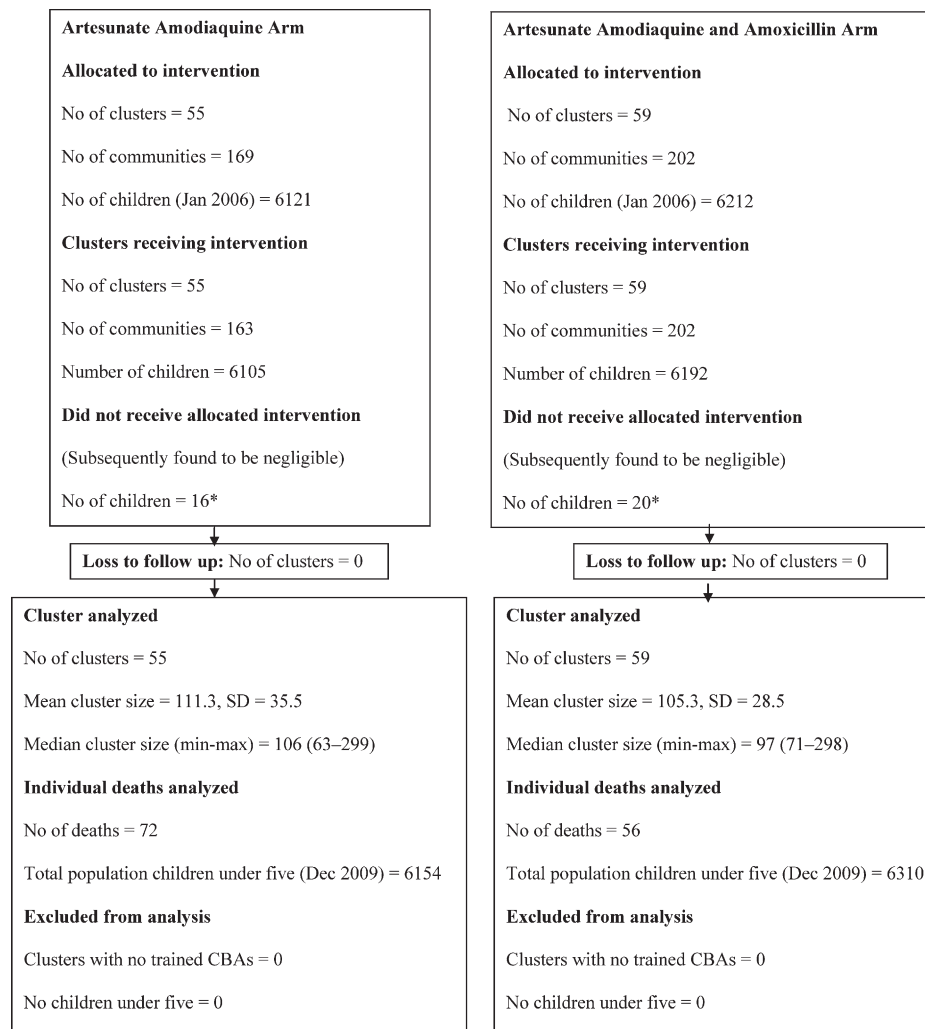 Artesunate Amodiaquine Arm
Allocated to intervention
No of clusters = 55
No of communities = 169
No of children (Jan 2006) = 6121
Clusters receiving intervention
No of clusters = 55
No of communities = 163
Number of children = 6105
Did not receive allocated intervention
(Subsequently found to be negligible)
No of children = 16*
Loss to follow up: No of clusters = 0
Cluster analyzed
No of clusters = 55
Mean cluster size = 111.3, SD = 35.5
Median cluster size (min-max) = 106 (63–299)
Individual deaths analyzed
No of deaths = 72
Total population children under five (Dec 2009) = 6154
Excluded from analysis
Clusters with no trained CBAs = 0
No children under five = 0
Artesunate Amodiaquine and Amoxicillin Arm
Allocated to intervention
No of clusters = 59
No of communities = 202
No of children (Jan 2006) = 6212
Clusters receiving intervention
No of clusters = 59
No of communities = 202
Number of children = 6192
Did not receive allocated intervention
(Subsequently found to be negligible)
No of children = 20*
Loss to follow up: No of clusters = 0
Cluster analyzed
No of clusters = 59
Mean cluster size = 105.3, SD = 28.5
Median cluster size (min-max) = 97 (71–298)
Individual deaths analyzed
No of deaths = 56
Total population children under five (Dec 2009) = 6310
Excluded from analysis
Clusters with no trained CBAs = 0
No children under five = 0